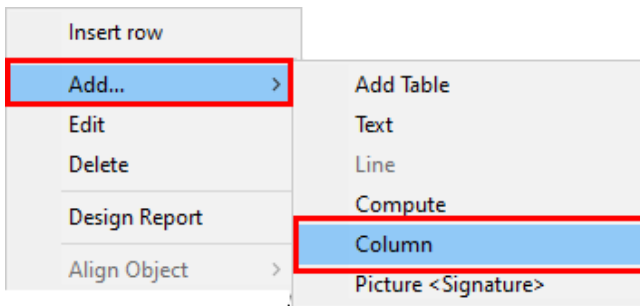 Insert row
Add...
Edit
Delete
Design Report
Align Object
Add Table
Text
Line
Compute
Column
Picture <Signature>